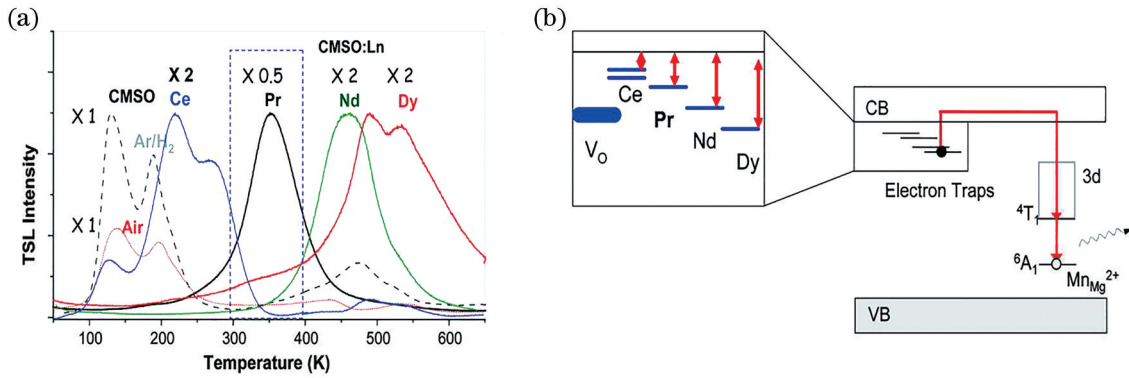 (a)
CMSO:Ln
X 2
X 0.5
X 2
X 2
X 1
CMSO
Ce
Pr
Nd
Dy
Ar/H2
X 1
Air
TSL Intensity
100
200
300
400
500
600
Temperature (K)
(b)
Ce
Pr
VO
Nd
Dy
CB
Electron Traps
3d
⁴T₁
⁶A₁
MnMg²⁺
VB